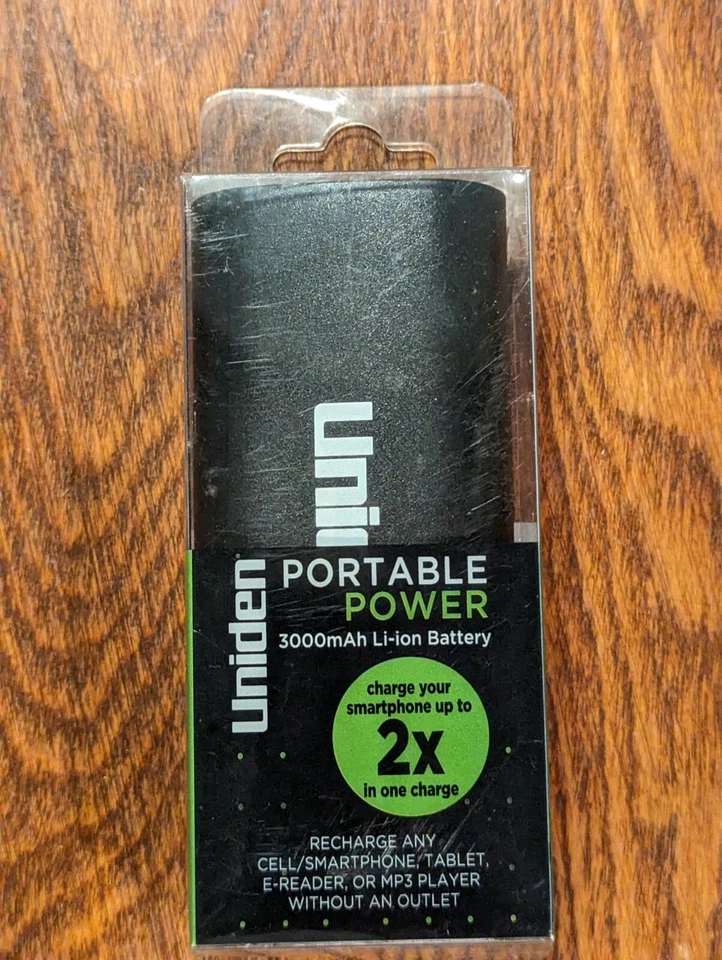 uni
Uniden
PORTABLE
POWER
3000mAh Li-ion Battery
charge your
smartphone up to
2x
in one charge
RECHARGE ANY
CELL/SMARTPHONE, TABLET,
E-READER, OR MP3 PLAYER
WITHOUT AN OUTLET